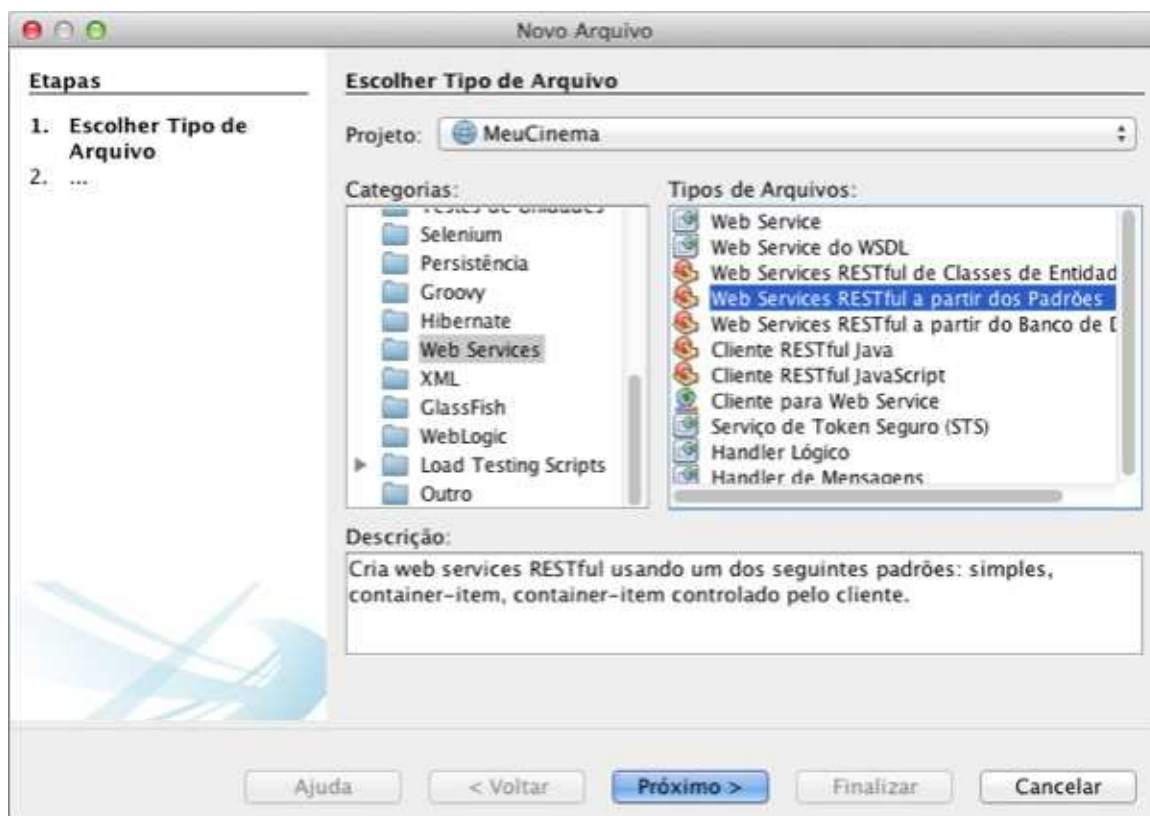 Novo Arquivo
Etapas
1. Escolher Tipo de
Arquivo
2. ...
Escolher Tipo de Arquivo
Projeto: MeuCinema
Categorias:
Testes de Unidades
Selenium
Persistência
Groovy
Hibernate
Web Services
XML
GlassFish
WebLogic
Load Testing Scripts
Outro
Tipos de Arquivos:
Web Service
Web Service do WSDL
Web Services RESTful de Classes de Entidad
Web Services RESTful a partir dos Padrões
Web Services RESTful a partir do Banco de D
Cliente RESTful Java
Cliente RESTful JavaScript
Cliente para Web Service
Serviço de Token Seguro (STS)
Handler Lógico
Handler de Mensagens
Descrição:
Cria web services RESTful usando um dos seguintes padrões: simples,
container-item, container-item controlado pelo cliente.
Ajuda < Voltar Próximo > Finalizar Cancelar